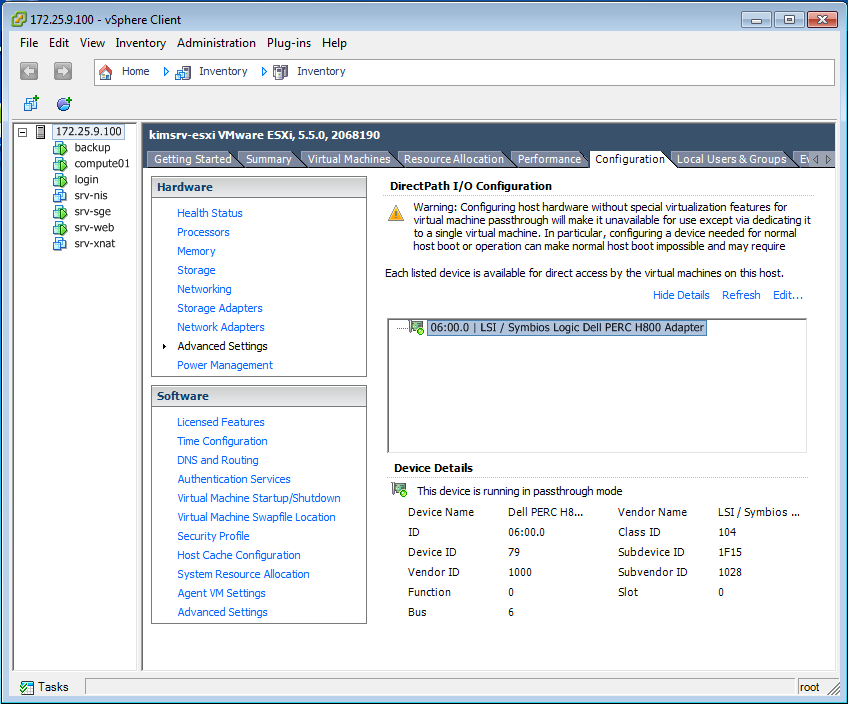 172.25.9.100 - vSphere Client
File Edit View Inventory Administration Plug-ins Help
Home Inventory Inventory
172.25.9.100
backup
compute01
login
srv-nis
srv-sge
srv-web
srv-xnat
kimsrv-esxi VMware ESXi, 5.5.0, 2068190
Getting Started Summary Virtual Machines Resource Allocation Performance Configuration Local Users & Groups Ev
Hardware
Health Status
Processors
Memory
Storage
Networking
Storage Adapters
Network Adapters
Advanced Settings
Power Management
Software
Licensed Features
Time Configuration
DNS and Routing
Authentication Services
Virtual Machine Startup/Shutdown
Virtual Machine Swapfile Location
Security Profile
Host Cache Configuration
System Resource Allocation
Agent VM Settings
Advanced Settings
DirectPath I/O Configuration
Warning: Configuring host hardware without special virtualization features for
virtual machine passthrough will make it unavailable for use except via dedicating it
to a single virtual machine. In particular, configuring a device needed for normal
host boot or operation can make normal host boot impossible and may require
Each listed device is available for direct access by the virtual machines on this host.
Hide Details Refresh Edit...
06:00.0 | LSI / Symbios Logic Dell PERC H800 Adapter
Device Details
This device is running in passthrough mode
Device Name Dell PERC H8... Vendor Name LSI / Symbios ...
ID 06:00.0 Class ID 104
Device ID 79 Subdevice ID 1F15
Vendor ID 1000 Subvendor ID 1028
Function 0 Slot 0
Bus 6
Tasks root